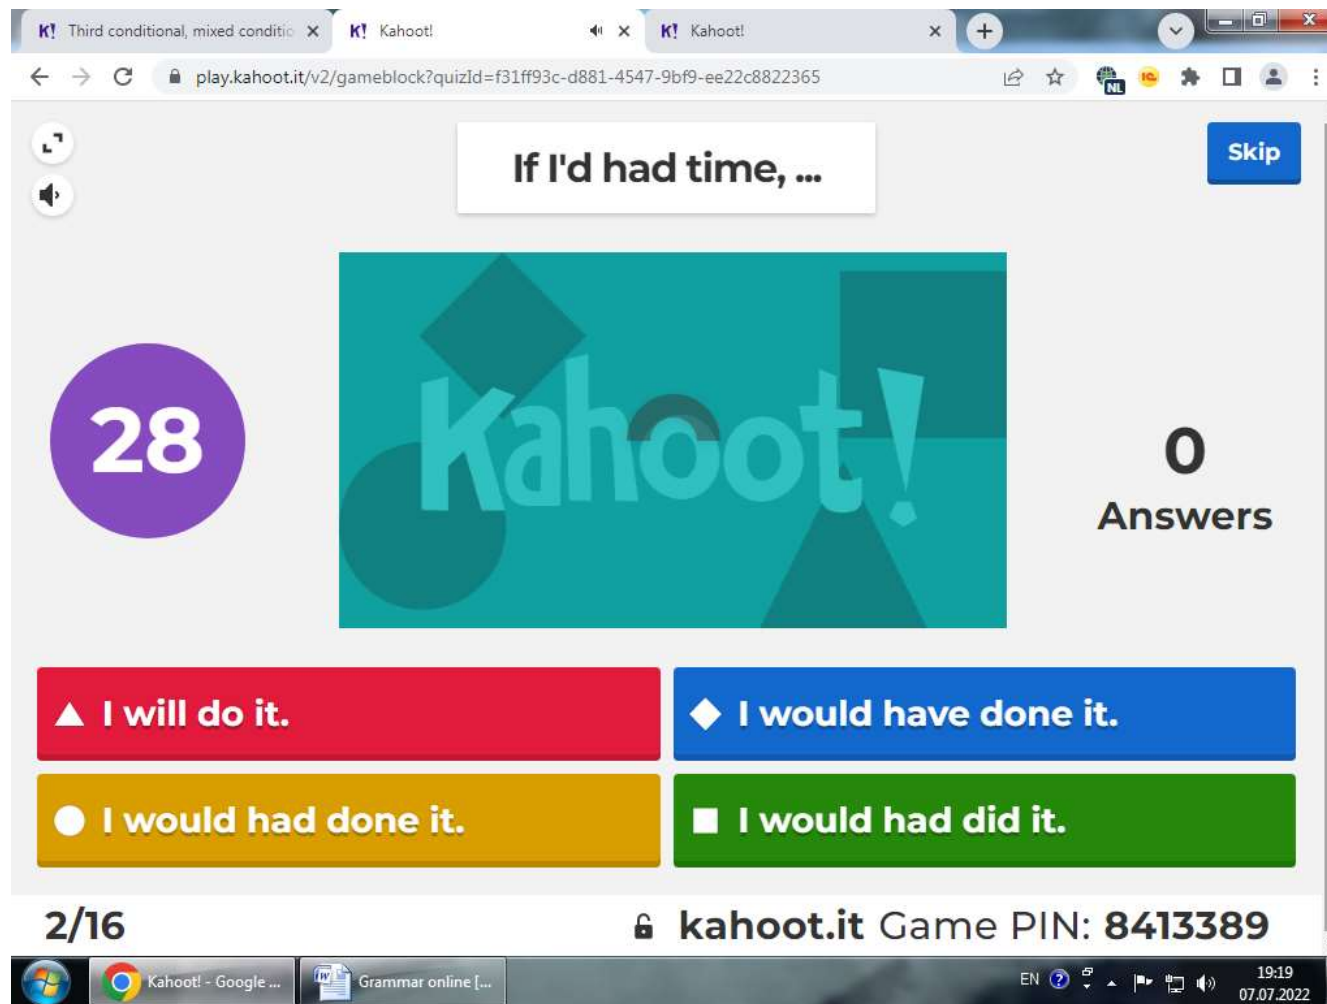 K! Third conditional, mixed conditio
K! Kahoot!
K! Kahoot!
play.kahoot.it/v2/gameblock?quizId=f31ff93c-d881-4547-9bf9-ee22c8822365
NL
If I'd had time, ...
Skip
28
Kahoot!
0
Answers
I will do it.
I would have done it.
I would had done it.
I would had did it.
2/16
kahoot.it Game PIN: 8413389
Kahoot! - Google ...
Grammar online [...
EN
19:19
07.07.2022